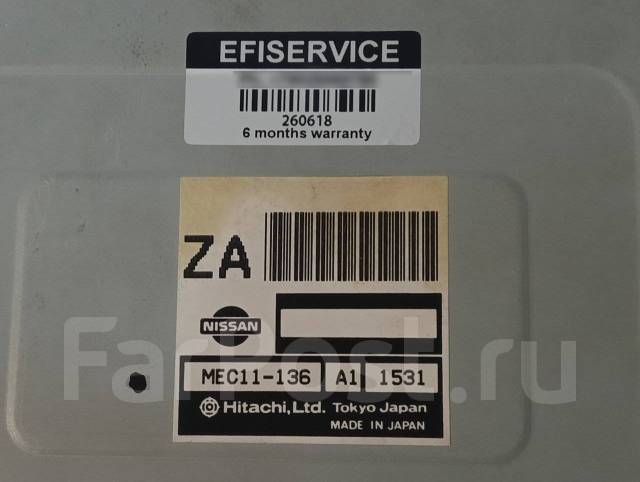 EFISERVICE
260618
6 months warranty
ZA
NISSAN
MEC11-136 A1 1531
Hitachi, Ltd. Tokyo Japan
MADE IN JAPAN
FarPost.ru